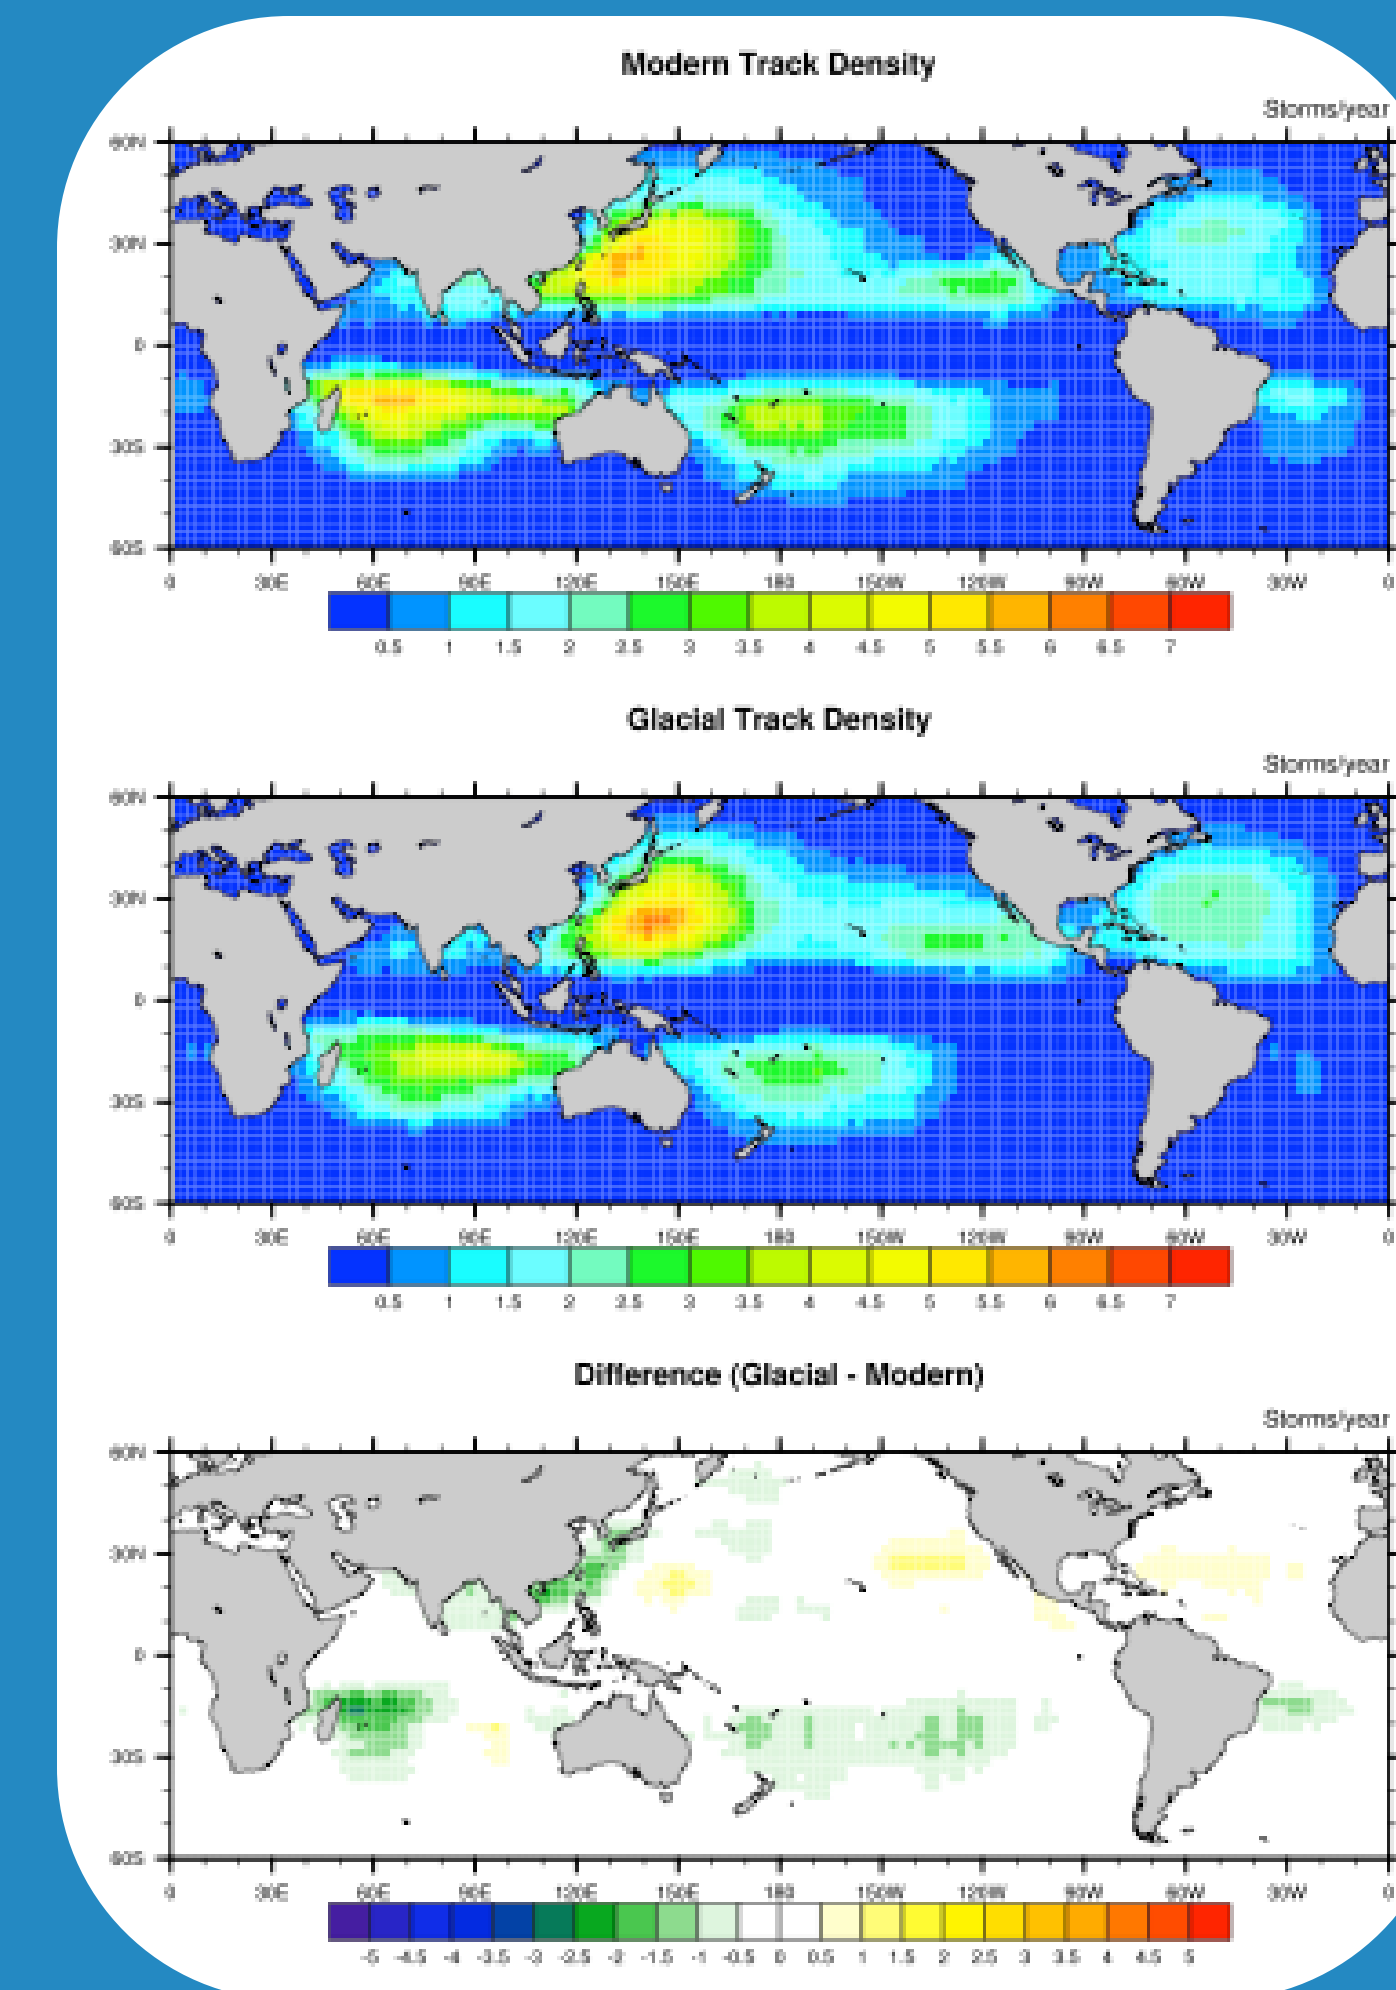 Modern Track Density
Storms/year
60N
30N
0
30S
60S
0 30E 60E 90E 120E 150E 180 150W 120W 90W 60W 30W 0
0.5 1 1.5 2 2.5 3 3.5 4 4.5 5 5.5 6 6.5 7
Glacial Track Density
Storms/year
60N
30N
0
30S
60S
0 30E 60E 90E 120E 150E 180 150W 120W 90W 60W 30W 0
0.5 1 1.5 2 2.5 3 3.5 4 4.5 5 5.5 6 6.5 7
Difference (Glacial - Modern)
Storms/year
60N
30N
0
30S
60S
0 30E 60E 90E 120E 150E 180 150W 120W 90W 60W 30W 0
-5 -4.5 -4 -3.5 -3 -2.5 -2 -1.5 -1 -0.5 0 0.5 1 1.5 2 2.5 3 3.5 4 4.5 5